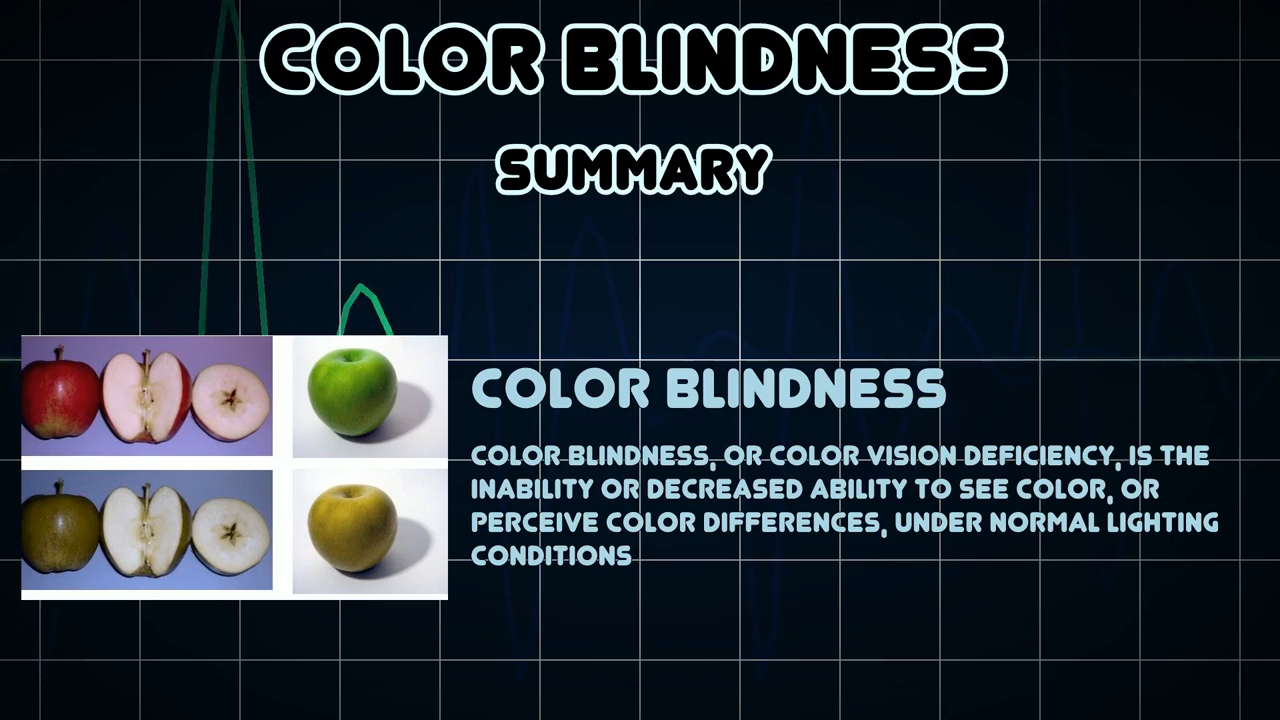 COLOR BLINDNESS
SUMMARY
COLOR BLINDNESS
COLOR BLINDNESS, OR COLOR VISION DEFICIENCY, IS THE
INABILITY OR DECREASED ABILITY TO SEE COLOR, OR
PERCEIVE COLOR DIFFERENCES, UNDER NORMAL LIGHTING
CONDITIONS